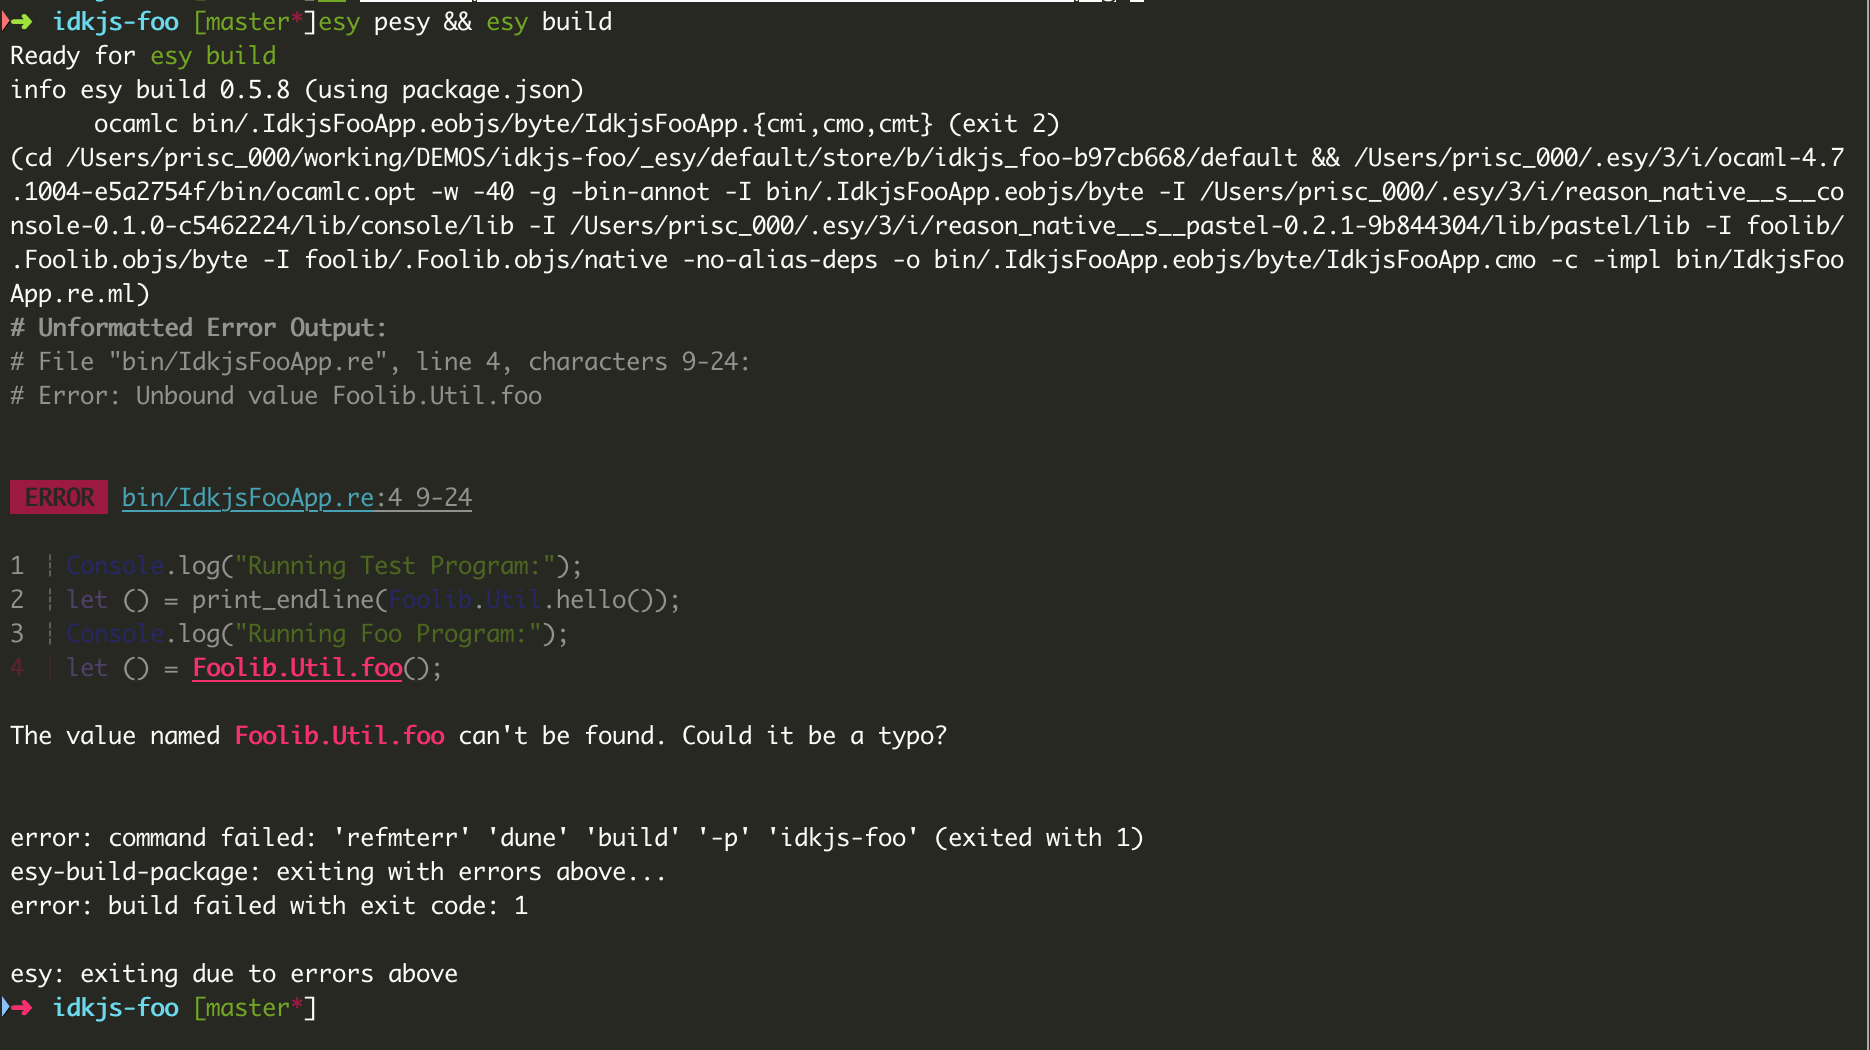 ➜ idkjs-foo [master*]esy pesy && esy build
Ready for esy build
info esy build 0.5.8 (using package.json)
ocamlc bin/.IdkjsFooApp.eobjs/byte/IdkjsFooApp.{cmi,cmo,cmt} (exit 2)
(cd /Users/prisc_000/working/DEMOS/idkjs-foo/_esy/default/store/b/idkjs_foo-b97cb668/default && /Users/prisc_000/.esy/3/i/ocaml-4.7
.1004-e5a2754f/bin/ocamlc.opt -w -40 -g -bin-annot -I bin/.IdkjsFooApp.eobjs/byte -I /Users/prisc_000/.esy/3/i/reason_native__s__co
nsole-0.1.0-c5462224/lib/console/lib -I /Users/prisc_000/.esy/3/i/reason_native__s__pastel-0.2.1-9b844304/lib/pastel/lib -I foolib/
.Foolib.objs/byte -I foolib/.Foolib.objs/native -no-alias-deps -o bin/.IdkjsFooApp.eobjs/byte/IdkjsFooApp.cmo -c -impl bin/IdkjsFoo
App.re.ml)
# Unformatted Error Output:
# File "bin/IdkjsFooApp.re", line 4, characters 9-24:
# Error: Unbound value Foolib.Util.foo
ERROR bin/IdkjsFooApp.re:4 9-24
1 ┆ Console.log("Running Test Program:");
2 ┆ let () = print_endline(Foolib.Util.hello());
3 ┆ Console.log("Running Foo Program:");
4 ┆ let () = Foolib.Util.foo();
The value named Foolib.Util.foo can't be found. Could it be a typo?
error: command failed: 'refmterr' 'dune' 'build' '-p' 'idkjs-foo' (exited with 1)
esy-build-package: exiting with errors above...
error: build failed with exit code: 1
esy: exiting due to errors above
➜ idkjs-foo [master*]